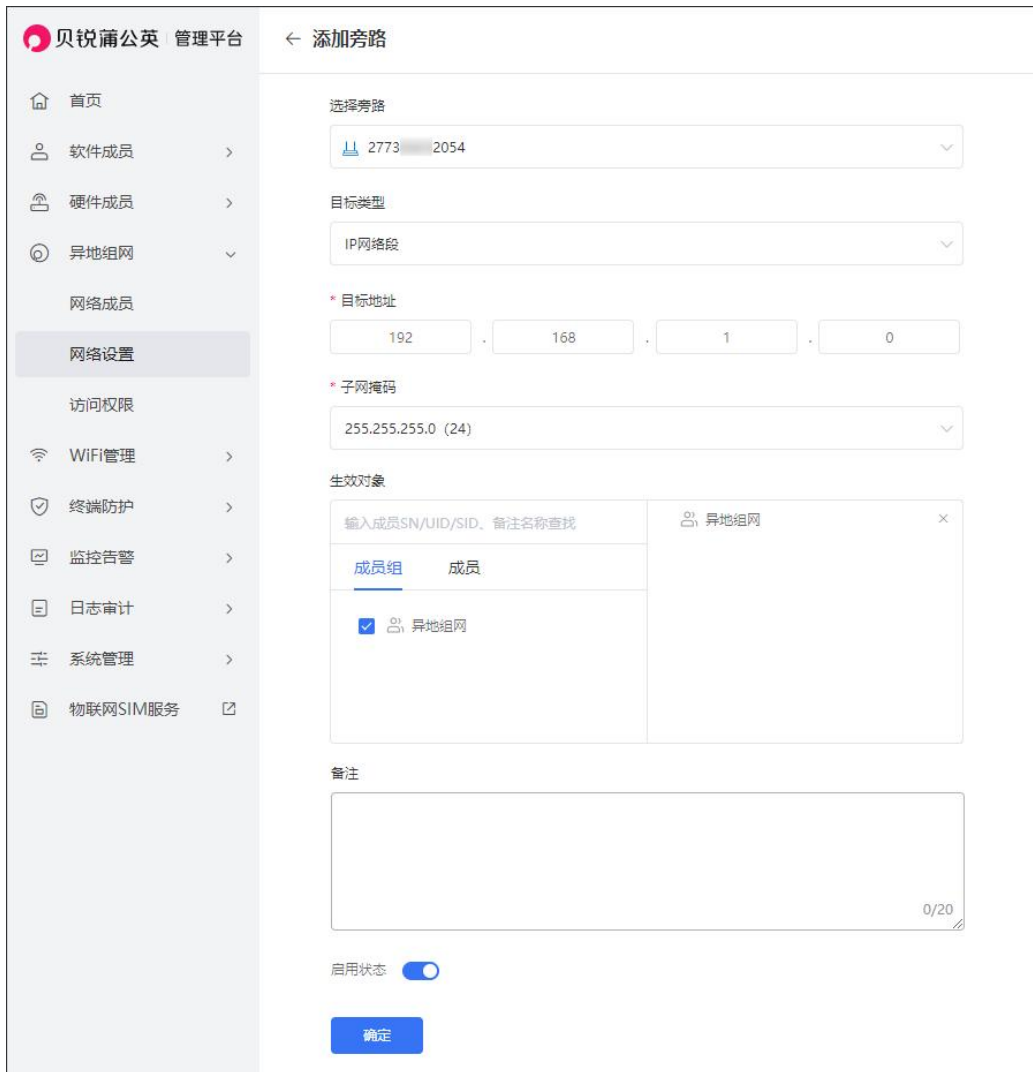 贝锐蒲公英 管理平台
首页
软件成员
硬件成员
异地组网
网络成员
网络设置
访问权限
WiFi管理
终端防护
监控告警
日志审计
系统管理
物联网SIM服务
← 添加旁路
选择旁路
2773 2054
目标类型
IP网络段
* 目标地址
192 . 168 . 1 . 0
* 子网掩码
255.255.255.0 (24)
生效对象
输入成员SN/UID/SID、备注名称查找
成员组 成员
异地组网
异地组网 ×
备注
0/20
启用状态
确定